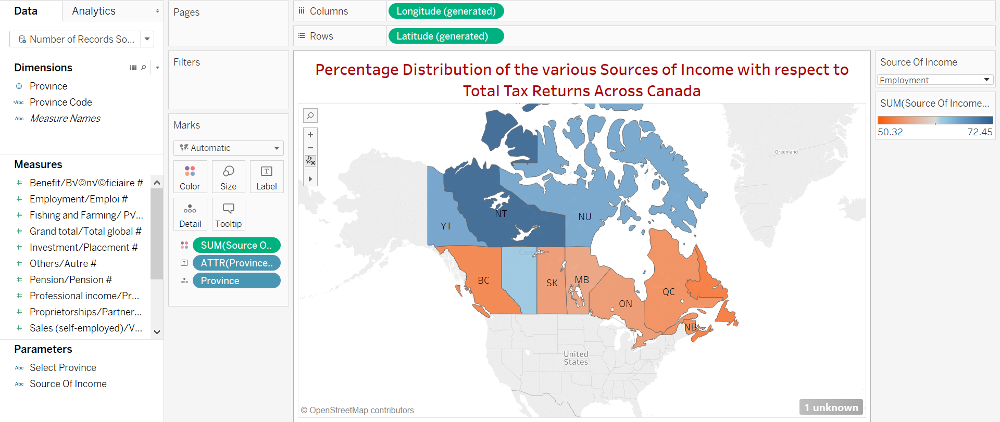 Data
Analytics
Number of Records So...
Dimensions
Province
=Abc Province Code
Abc Measure Names
Measures
# Benefit/B√©n√©ficiaire #
# Employment/Emploi #
# Fishing and Farming/ P√...
# Grand total/Total global #
# Investment/Placement #
# Others/Autre #
# Pension/Pension #
# Professional income/Pr...
# Proprietorships/Partner...
# Sales (self-employed)/V...
Parameters
Abc Select Province
Abc Source Of Income
Pages
Filters
Marks
Automatic
Color
Size
T
Label
Detail
Tooltip
SUM(Source O..
T ATTR(Province..
Province
Columns
Longitude (generated)
Rows
Latitude (generated)
Percentage Distribution of the various Sources of Income with respect to
Total Tax Returns Across Canada
Greenland
NT
NU
YT
Canada
BC
SK
MB
ON
QC
NB
United
States
© OpenStreetMap contributors
1 unknown
Source Of Income
Employment
SUM(Source Of Income...
50.32
72.45